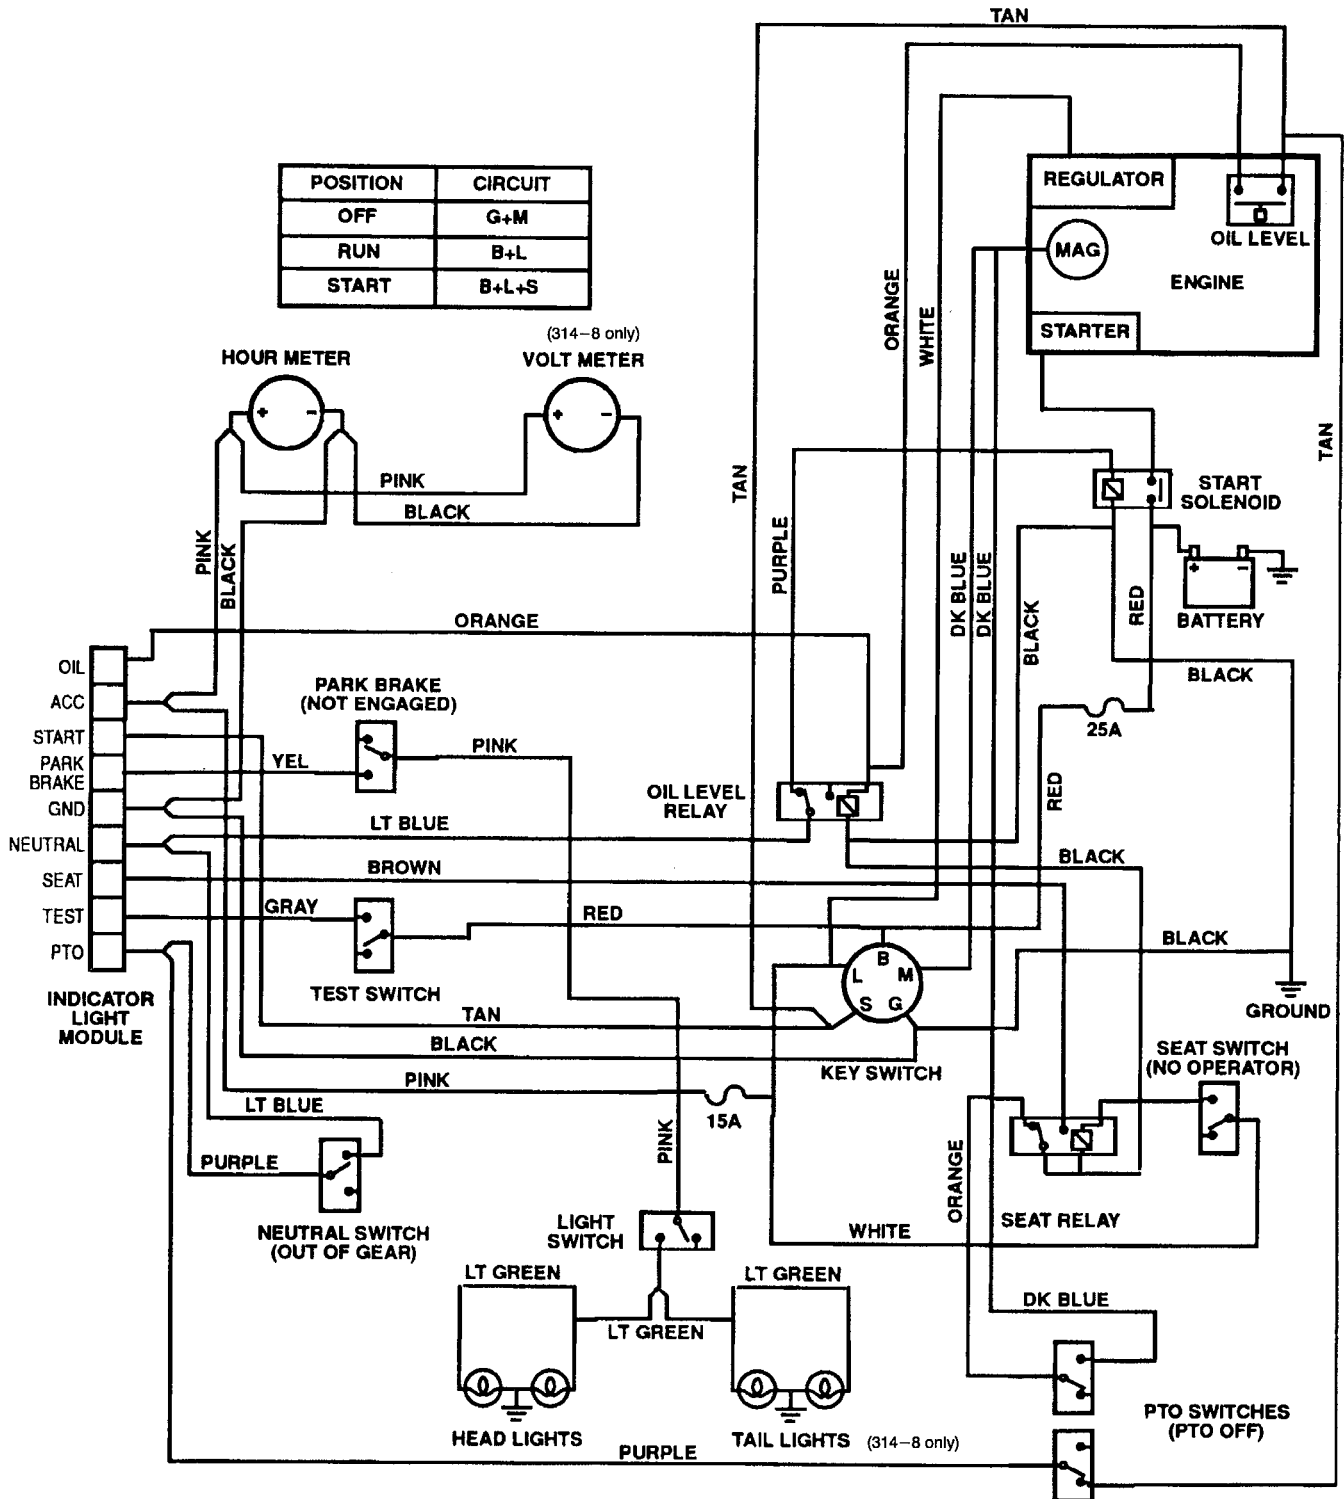 TAN
POSITION CIRCUIT
OFF G+M
RUN B+L
START B+L+S
REGULATOR
OIL LEVEL
MAG
ENGINE
STARTER
ORANGE
WHITE
TAN
(314-8 only)
HOUR METER
VOLT METER
+ -
+ -
PINK
BLACK
PINK
BLACK
TAN
PURPLE
START
SOLENOID
DK BLUE
DK BLUE
BLACK
RED
+ -
BATTERY
ORANGE
BLACK
25A
RED
OIL
ACC
START
PARK
BRAKE
GND
NEUTRAL
SEAT
TEST
PTO
INDICATOR
LIGHT
MODULE
PARK BRAKE
(NOT ENGAGED)
YEL
PINK
OIL LEVEL
RELAY
LT BLUE
BROWN
BLACK
GRAY
RED
BLACK
TEST SWITCH
B
L M
S G
KEY SWITCH
GROUND
TAN
BLACK
PINK
15A
SEAT SWITCH
(NO OPERATOR)
LT BLUE
PURPLE
PINK
ORANGE
NEUTRAL SWITCH
(OUT OF GEAR)
LIGHT
SWITCH
WHITE
SEAT RELAY
LT GREEN
LT GREEN
LT GREEN
DK BLUE
HEAD LIGHTS
TAIL LIGHTS (314-8 only)
PTO SWITCHES
(PTO OFF)
PURPLE